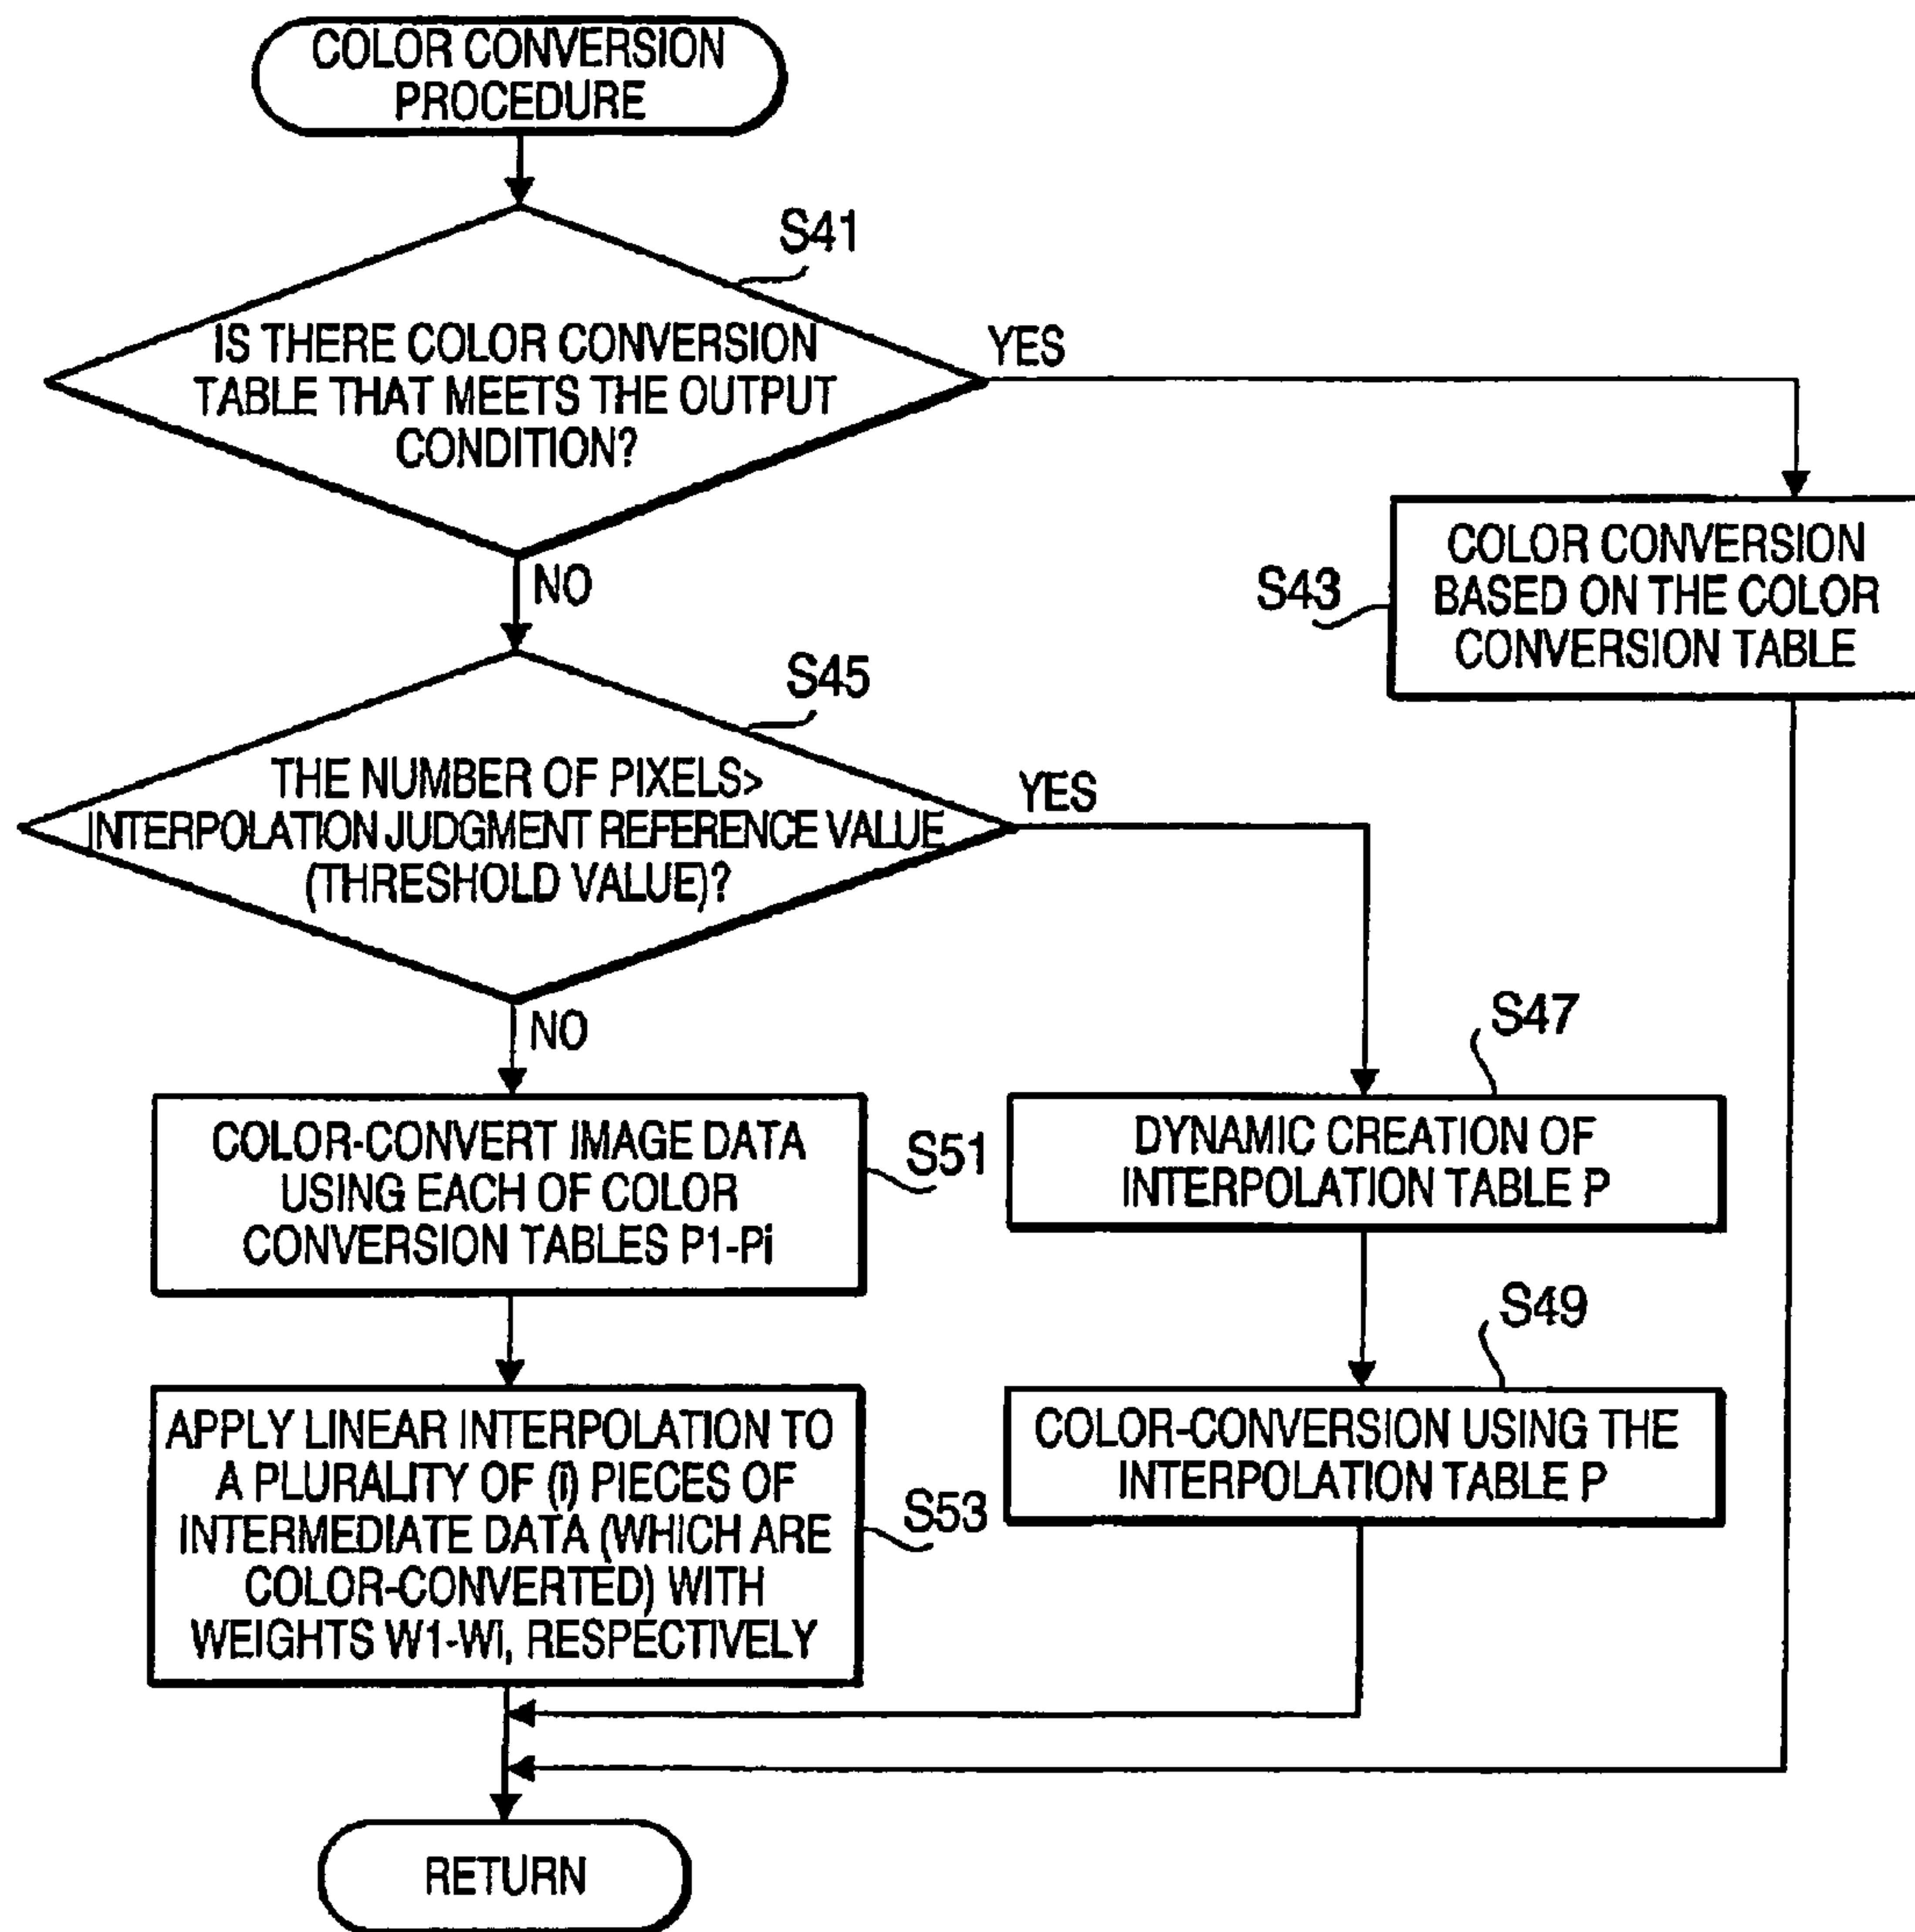 COLOR CONVERSION
PROCEDURE
S41
IS THERE COLOR CONVERSION
TABLE THAT MEETS THE OUTPUT
CONDITION?
YES
NO
S43
COLOR CONVERSION
BASED ON THE COLOR
CONVERSION TABLE
S45
THE NUMBER OF PIXELS>
INTERPOLATION JUDGMENT REFERENCE VALUE
(THRESHOLD VALUE)?
YES
NO
S47
DYNAMIC CREATION OF
INTERPOLATION TABLE P
S51
COLOR-CONVERT IMAGE DATA
USING EACH OF COLOR
CONVERSION TABLES P1-Pi
S49
COLOR-CONVERSION USING THE
INTERPOLATION TABLE P
S53
APPLY LINEAR INTERPOLATION TO
A PLURALITY OF (i) PIECES OF
INTERMEDIATE DATA (WHICH ARE
COLOR-CONVERTED) WITH
WEIGHTS W1-Wi, RESPECTIVELY
RETURN